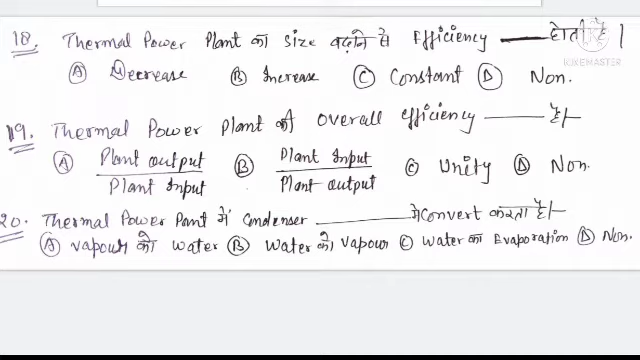 18. Thermal Power Plant का Size बढ़ाने से Efficiency ——— होती है।
Ⓐ Decrease Ⓑ Increase Ⓒ Constant Ⓓ Non.
KINEMASTER
19. Thermal Power Plant की overall efficiency ——— है।
Ⓐ Plant output / Plant Input Ⓑ Plant Input / Plant output Ⓒ Unity Ⓓ Non.
20. Thermal Power Plant में Condenser ——— में Convert करता है।
Ⓐ Vapour को Water Ⓑ Water को Vapour Ⓒ Water का Evaporation Ⓓ Non.